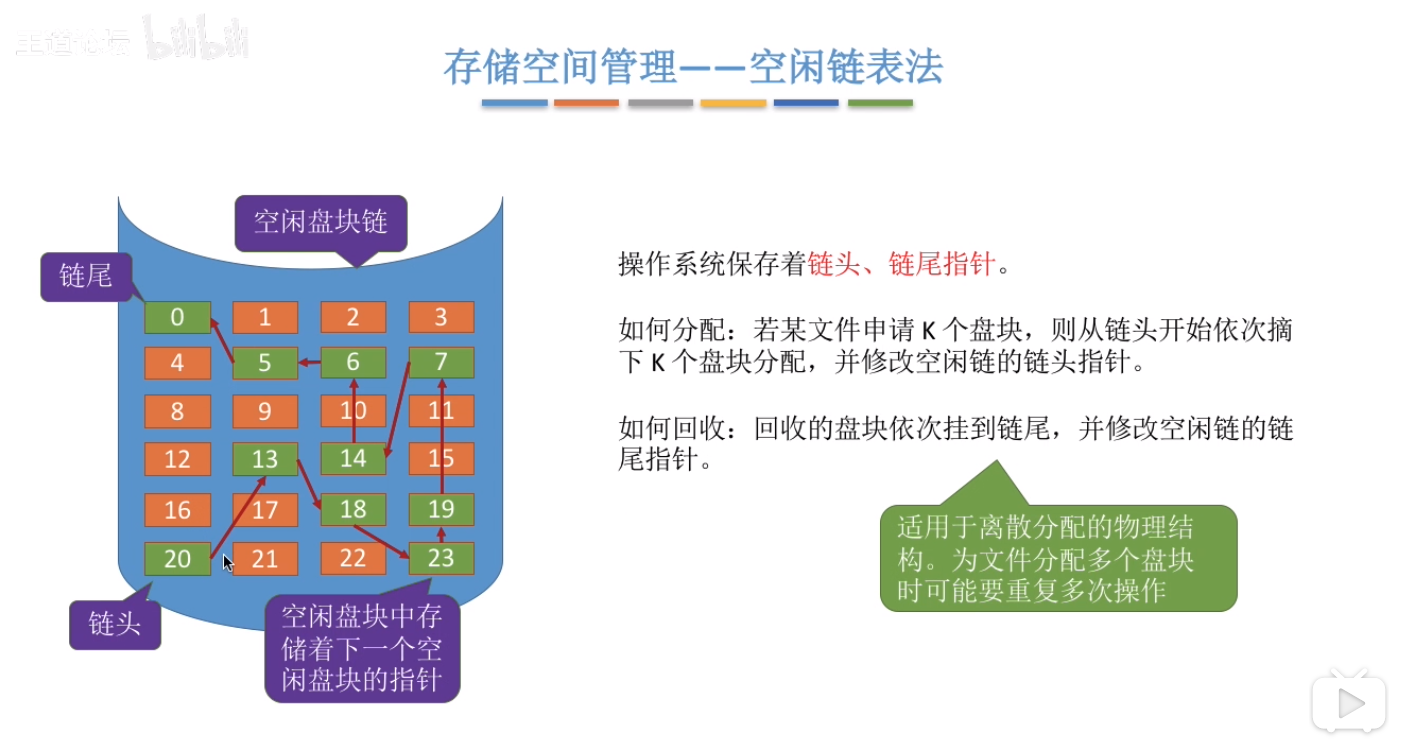 王道论坛 bilibili
存储空间管理——空闲链表法
空闲盘块链
链尾
0 1 2 3
4 5 6 7
8 9 10 11
12 13 14 15
16 17 18 19
20 21 22 23
链头
空闲盘块中存
储着下一个空
闲盘块的指针
操作系统保存着链头、链尾指针。
如何分配：若某文件申请 K 个盘块，则从链头开始依次摘
下 K 个盘块分配，并修改空闲链的链头指针。
如何回收：回收的盘块依次挂到链尾，并修改空闲链的链
尾指针。
适用于离散分配的物理结
构。为文件分配多个盘块
时可能要重复多次操作